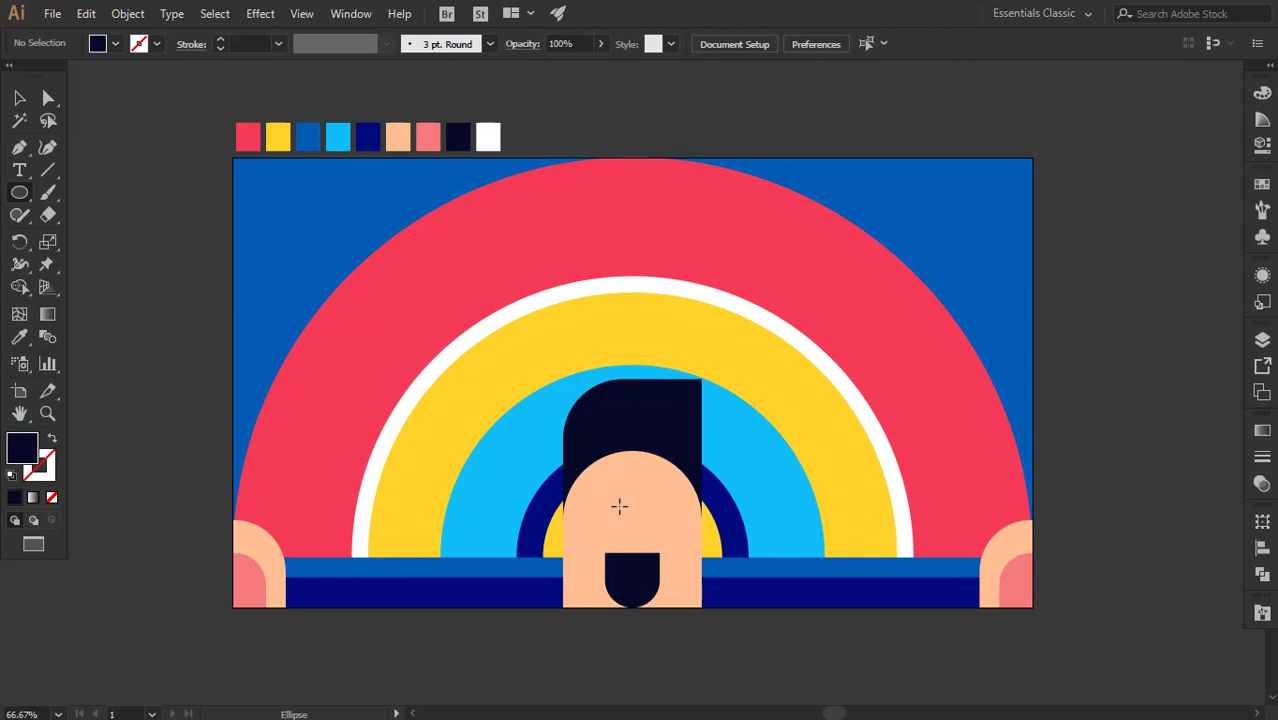 Ai File Edit Object Type Select Effect View Window Help Br St Essentials Classic Search Adobe Stock
No Selection Stroke: 3 pt. Round Opacity: 100% Style: Document Setup Preferences
T
66.67% 1 Ellipse